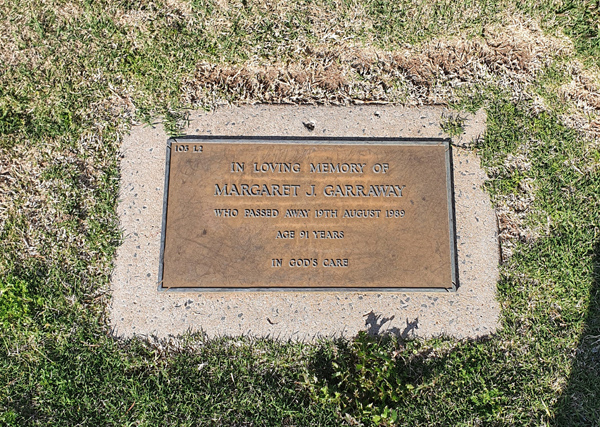 103 L2
IN LOVING MEMORY OF
MARGARET J. GARRAWAY
WHO PASSED AWAY 19TH AUGUST 1989
AGE 91 YEARS
IN GOD'S CARE